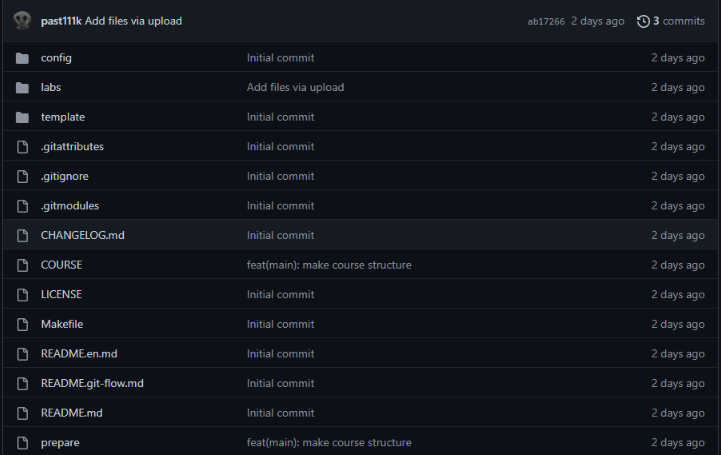 past111k Add files via upload ab17266 2 days ago 3 commits
config Initial commit 2 days ago
labs Add files via upload 2 days ago
template Initial commit 2 days ago
.gitattributes Initial commit 2 days ago
.gitignore Initial commit 2 days ago
.gitmodules Initial commit 2 days ago
CHANGELOG.md Initial commit 2 days ago
COURSE feat(main): make course structure 2 days ago
LICENSE Initial commit 2 days ago
Makefile Initial commit 2 days ago
README.en.md Initial commit 2 days ago
README.git-flow.md Initial commit 2 days ago
README.md Initial commit 2 days ago
prepare feat(main): make course structure 2 days ago